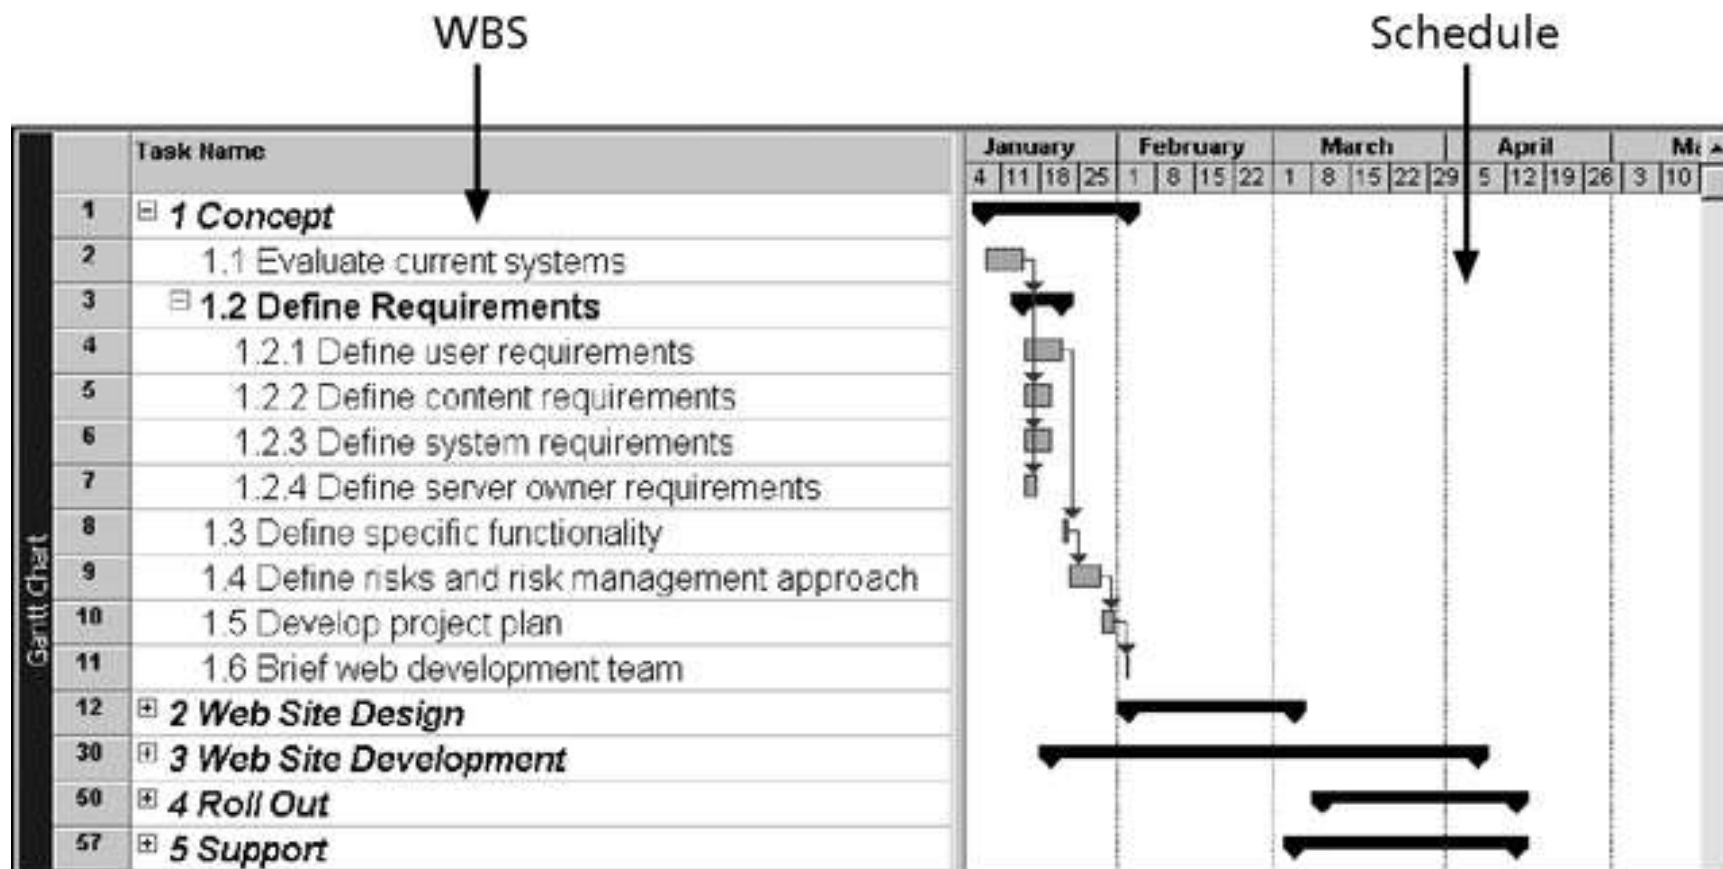 WBS Schedule
Task Name January February March April
4 11 18 25 1 8 15 22 1 8 15 22 29 5 12 19 26 3 10
1 1 Concept
2 1.1 Evaluate current systems
3 1.2 Define Requirements
4 1.2.1 Define user requirements
5 1.2.2 Define content requirements
6 1.2.3 Define system requirements
7 1.2.4 Define server owner requirements
8 1.3 Define specific functionality
9 1.4 Define risks and risk management approach
10 1.5 Develop project plan
11 1.6 Brief web development team
12 2 Web Site Design
30 3 Web Site Development
50 4 Roll Out
57 5 Support
Gantt Chart